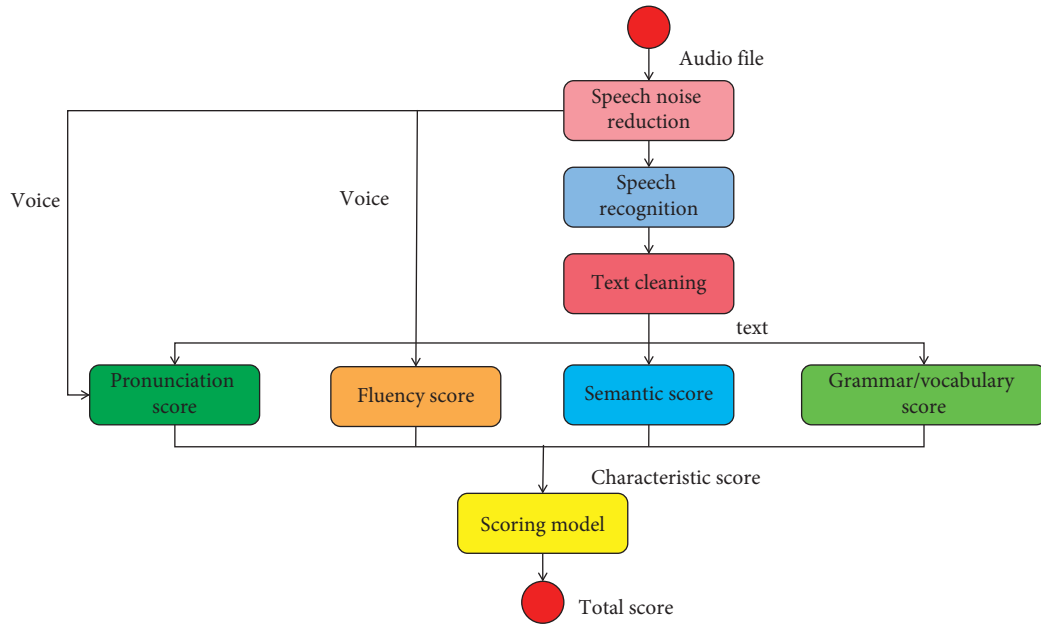 Audio file
Speech noise
reduction
Voice
Voice
Speech
recognition
Text cleaning
text
Pronunciation
score
Fluency score
Semantic score
Grammar/vocabulary
score
Characteristic score
Scoring model
Total score